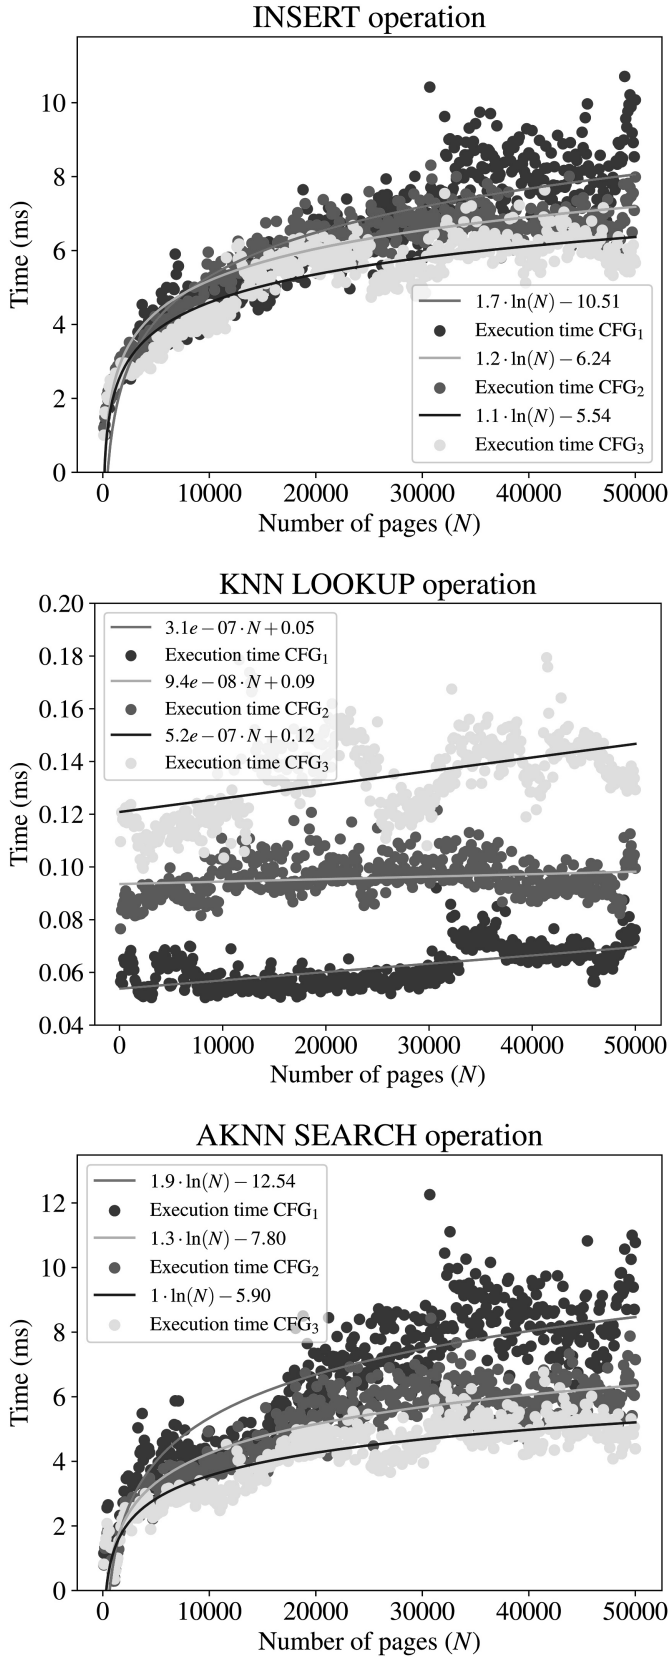 INSERT operation
10
8
6
4
2
0
Time (ms)
1.7 · ln(N) − 10.51
Execution time CFG₁
1.2 · ln(N) − 6.24
Execution time CFG₂
1.1 · ln(N) − 5.54
Execution time CFG₃
0 10000 20000 30000 40000 50000
Number of pages (N)
KNN LOOKUP operation
0.20
0.18
0.16
0.14
0.12
0.10
0.08
0.06
0.04
Time (ms)
3.1e − 07 · N + 0.05
Execution time CFG₁
9.4e − 08 · N + 0.09
Execution time CFG₂
5.2e − 07 · N + 0.12
Execution time CFG₃
0 10000 20000 30000 40000 50000
Number of pages (N)
AKNN SEARCH operation
12
10
8
6
4
2
0
Time (ms)
1.9 · ln(N) − 12.54
Execution time CFG₁
1.3 · ln(N) − 7.80
Execution time CFG₂
1 · ln(N) − 5.90
Execution time CFG₃
0 10000 20000 30000 40000 50000
Number of pages (N)